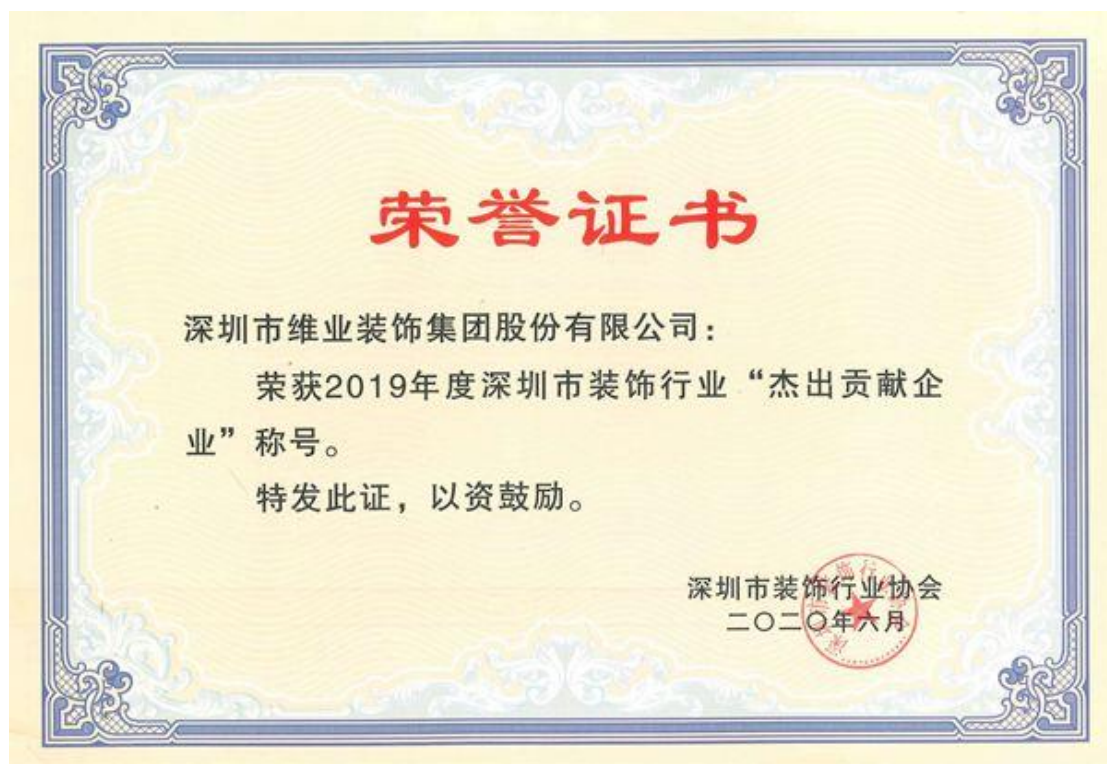 荣誉证书
深圳市维业装饰集团股份有限公司：
荣获2019年度深圳市装饰行业“杰出贡献企
业”称号。
特发此证，以资鼓励。
深圳市装饰行业协会
二〇二〇年六月